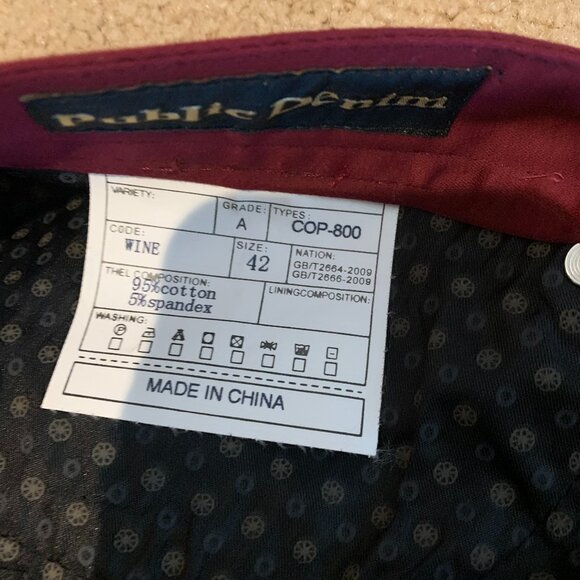 Public Denim
VARIETY:
GRADE: A
TYPES: COP-800
CODE: WINE
SIZE: 42
NATION: GB/T2664-2009
GB/T2666-2009
THEL COMPOSITION:
95%cotton
5%spandex
LININGCOMPOSITION:
WASHING:
MADE IN CHINA